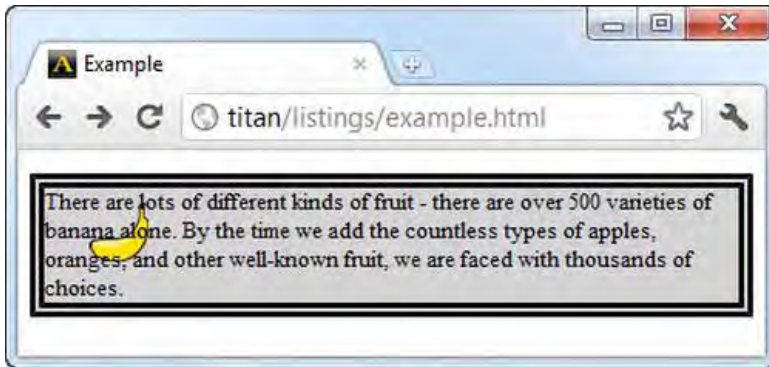 Example
titan/listings/example.html
There are lots of different kinds of fruit - there are over 500 varieties of
banana alone. By the time we add the countless types of apples,
oranges, and other well-known fruit, we are faced with thousands of
choices.